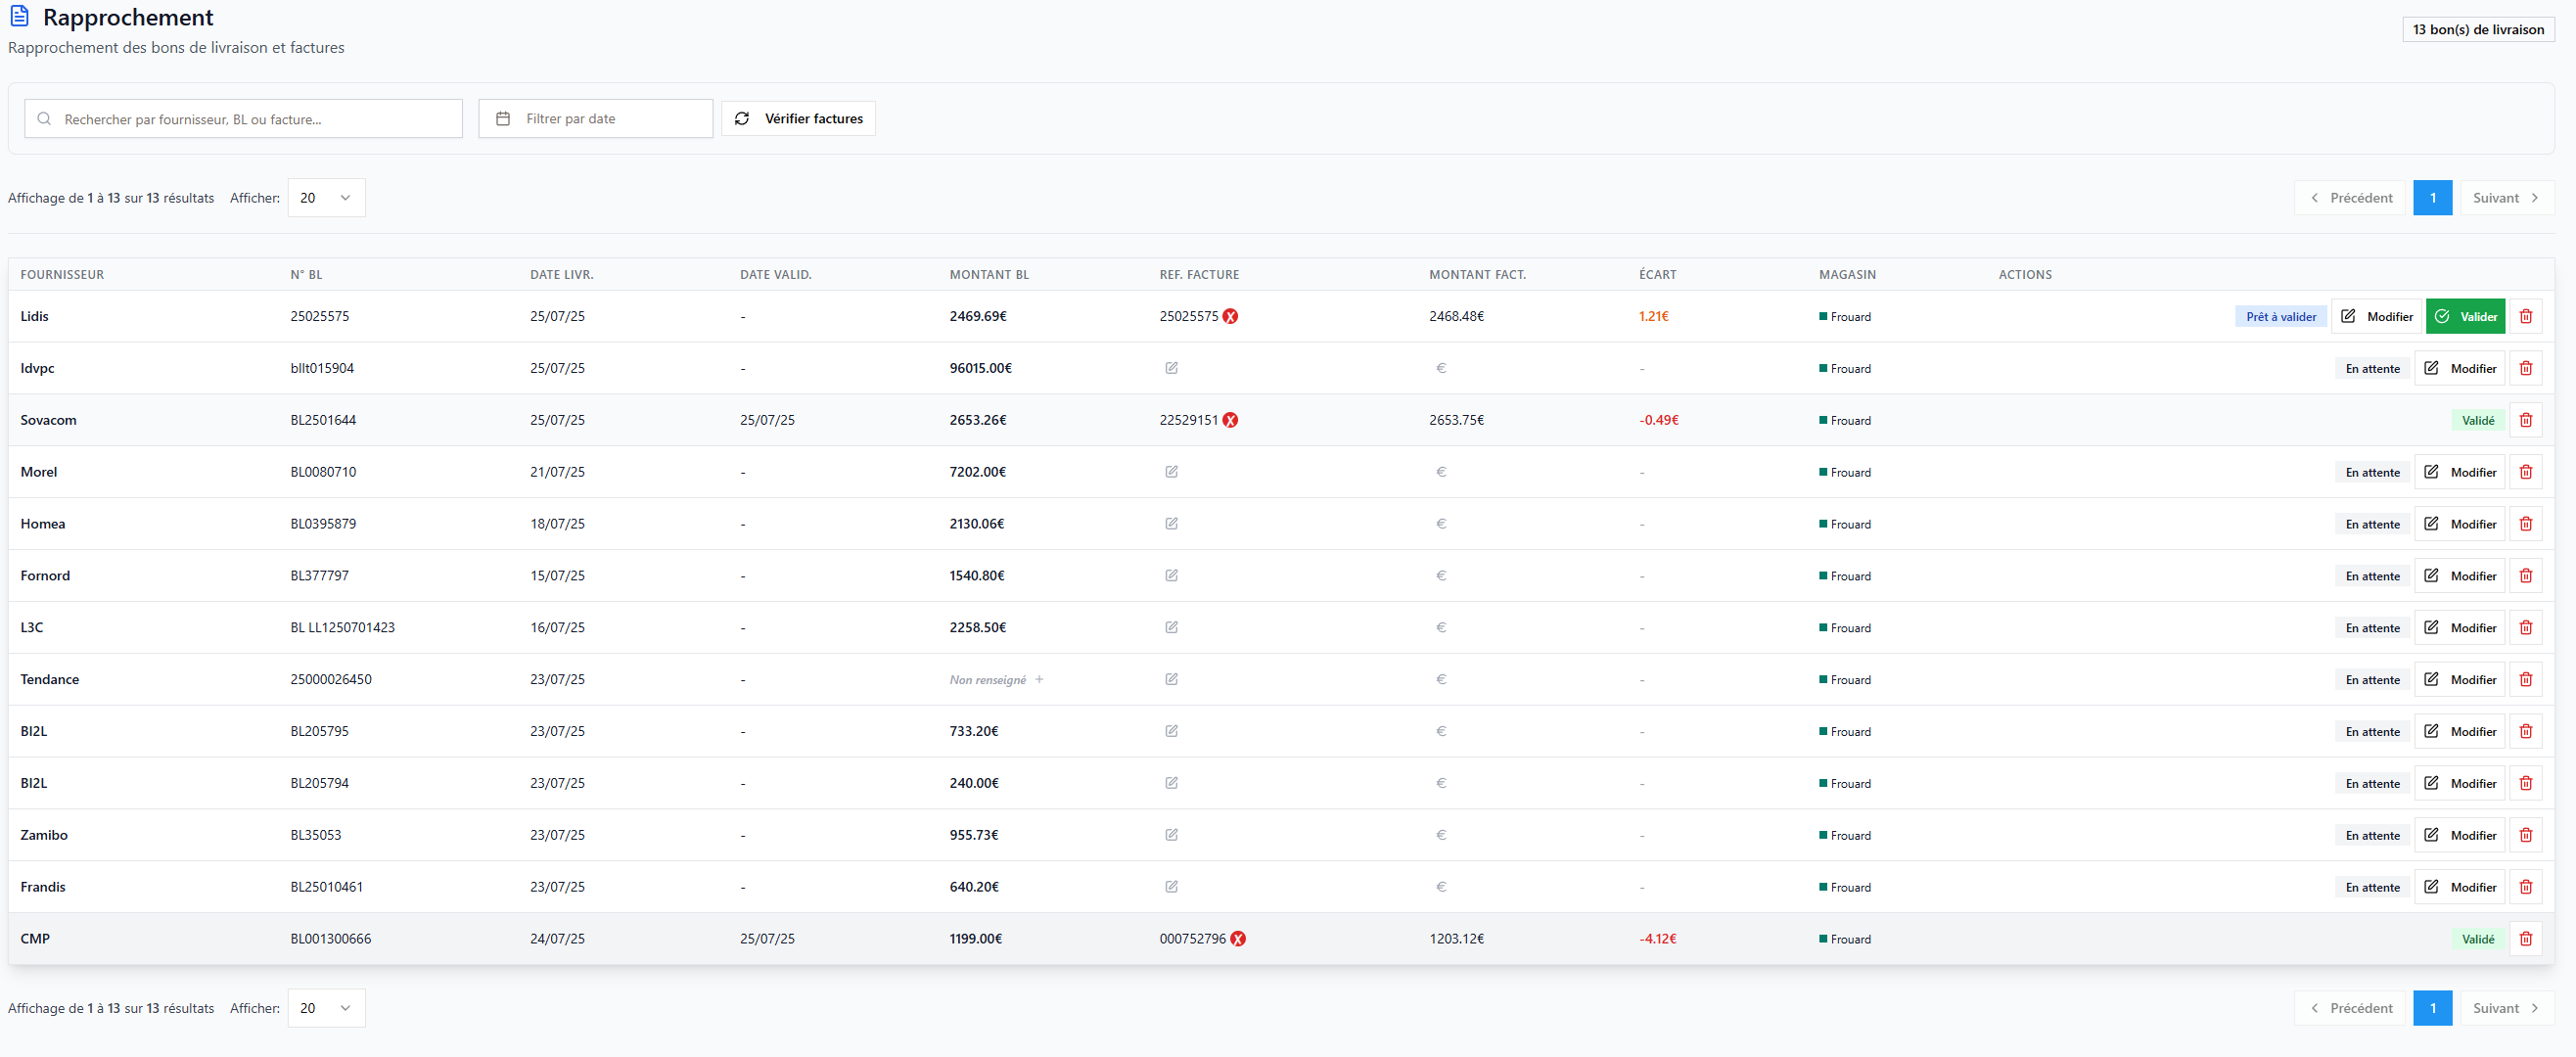 Rapprochement
Rapprochement des bons de livraison et factures
13 bon(s) de livraison
Rechercher par fournisseur, BL ou facture...
Filtrer par date
Vérifier factures
Affichage de 1 à 13 sur 13 résultats Afficher: 20
Précédent 1 Suivant
FOURNISSEUR N° BL DATE LIVR. DATE VALID. MONTANT BL REF. FACTURE MONTANT FACT. ÉCART MAGASIN ACTIONS
Lidis 25025575 25/07/25 - 2469.69€ 25025575 X 2468.48€ 1.21€ Frouard Prêt à valider Modifier Valider
Idvpc bllt015904 25/07/25 - 96015.00€ € - Frouard En attente Modifier
Sovacom BL2501644 25/07/25 25/07/25 2653.26€ 22529151 X 2653.75€ -0.49€ Frouard Validé
Morel BL0080710 21/07/25 - 7202.00€ € - Frouard En attente Modifier
Homea BL0395879 18/07/25 - 2130.06€ € - Frouard En attente Modifier
Fornord BL377797 15/07/25 - 1540.80€ € - Frouard En attente Modifier
L3C BL LL1250701423 16/07/25 - 2258.50€ € - Frouard En attente Modifier
Tendance 25000026450 23/07/25 - Non renseigné + € - Frouard En attente Modifier
BI2L BL205795 23/07/25 - 733.20€ € - Frouard En attente Modifier
BI2L BL205794 23/07/25 - 240.00€ € - Frouard En attente Modifier
Zamibo BL35053 23/07/25 - 955.73€ € - Frouard En attente Modifier
Frandis BL25010461 23/07/25 - 640.20€ € - Frouard En attente Modifier
CMP BL001300666 24/07/25 25/07/25 1199.00€ 000752796 X 1203.12€ -4.12€ Frouard Validé
Affichage de 1 à 13 sur 13 résultats Afficher: 20
Précédent 1 Suivant